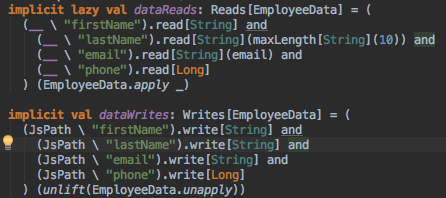 implicit lazy val dataReads: Reads[EmployeeData] = (
  (__ \ "firstName").read[String] and
    (__ \ "lastName").read[String](maxLength[String](10)) and
    (__ \ "email").read[String](email) and
    (__ \ "phone").read[Long]
  ) (EmployeeData.apply _)
implicit val dataWrites: Writes[EmployeeData] = (
  (JsPath \ "firstName").write[String] and
    (JsPath \ "lastName").write[String] and
    (JsPath \ "email").write[String] and
    (JsPath \ "phone").write[Long]
  ) (unlift(EmployeeData.unapply))